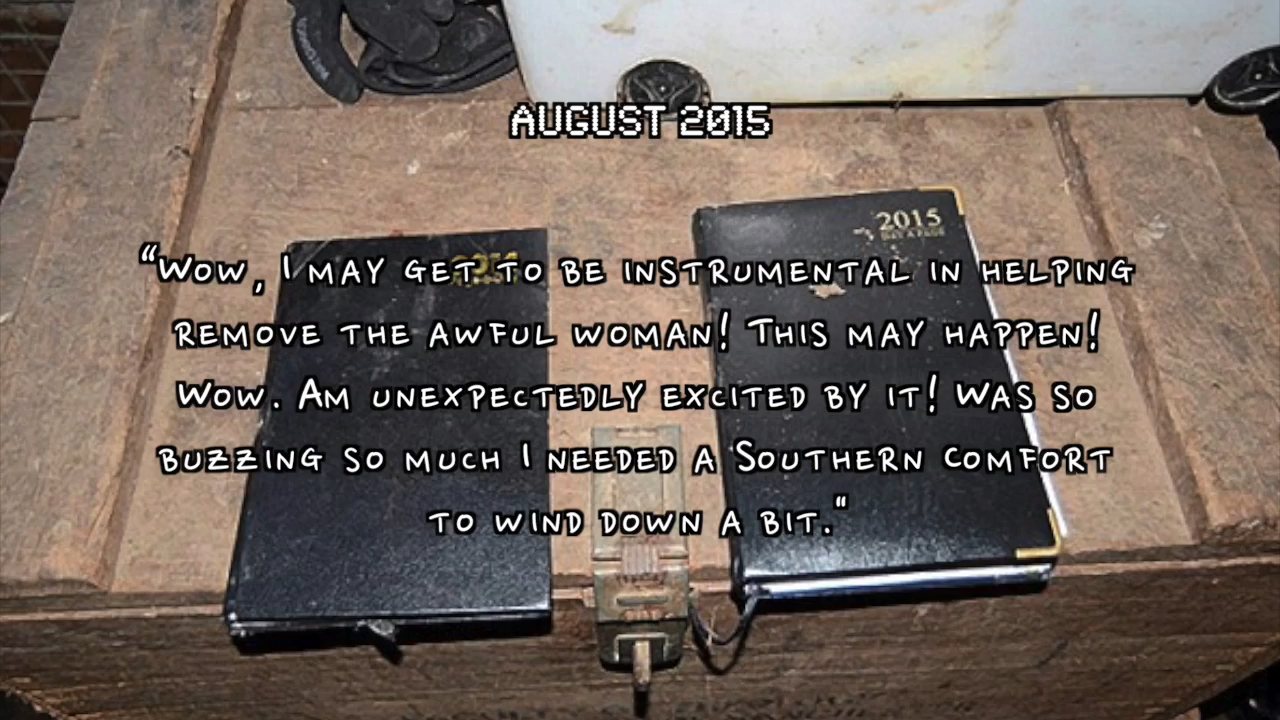 AUGUST 2015
2015
"WOW, I MAY GET TO BE INSTRUMENTAL IN HELPING
REMOVE THE AWFUL WOMAN! THIS MAY HAPPEN!
WOW. AM UNEXPECTEDLY EXCITED BY IT! WAS SO
BUZZING SO MUCH I NEEDED A SOUTHERN COMFORT
TO WIND DOWN A BIT."